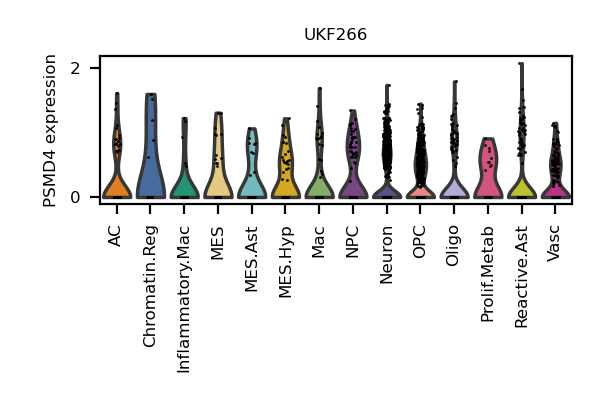 UKF266
PSMD4 expression
2
0
AC
Chromatin.Reg
Inflammatory.Mac
MES
MES.Ast
MES.Hyp
Mac
NPC
Neuron
OPC
Oligo
Prolif.Metab
Reactive.Ast
Vasc